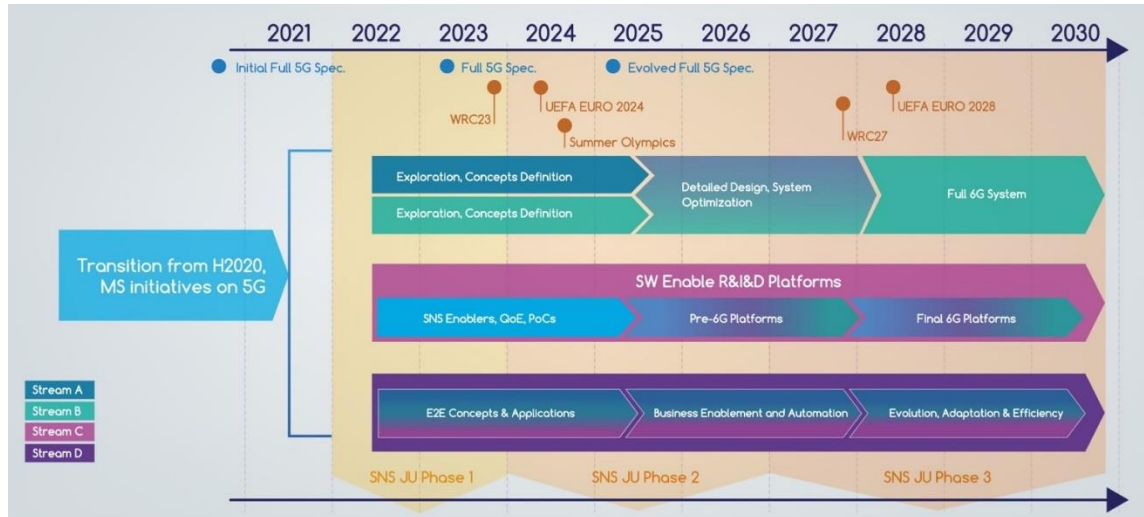 2021 2022 2023 2024 2025 2026 2027 2028 2029 2030
Initial Full 5G Spec. Full 5G Spec. Evolved Full 5G Spec.
WRC23
UEFA EURO 2024
Summer Olympics
WRC27
UEFA EURO 2028
Exploration, Concepts Definition
Exploration, Concepts Definition
Detailed Design, System
Optimization
Full 6G System
Transition from H2020,
MS initiatives on 5G
SW Enable R&I&D Platforms
SNS Enablers, QoE, PoCs
Pre-6G Platforms
Final 6G Platforms
Stream A
Stream B
Stream C
Stream D
E2E Concepts & Applications
Business Enablement and Automation
Evolution, Adaptation & Efficiency
SNS JU Phase 1
SNS JU Phase 2
SNS JU Phase 3